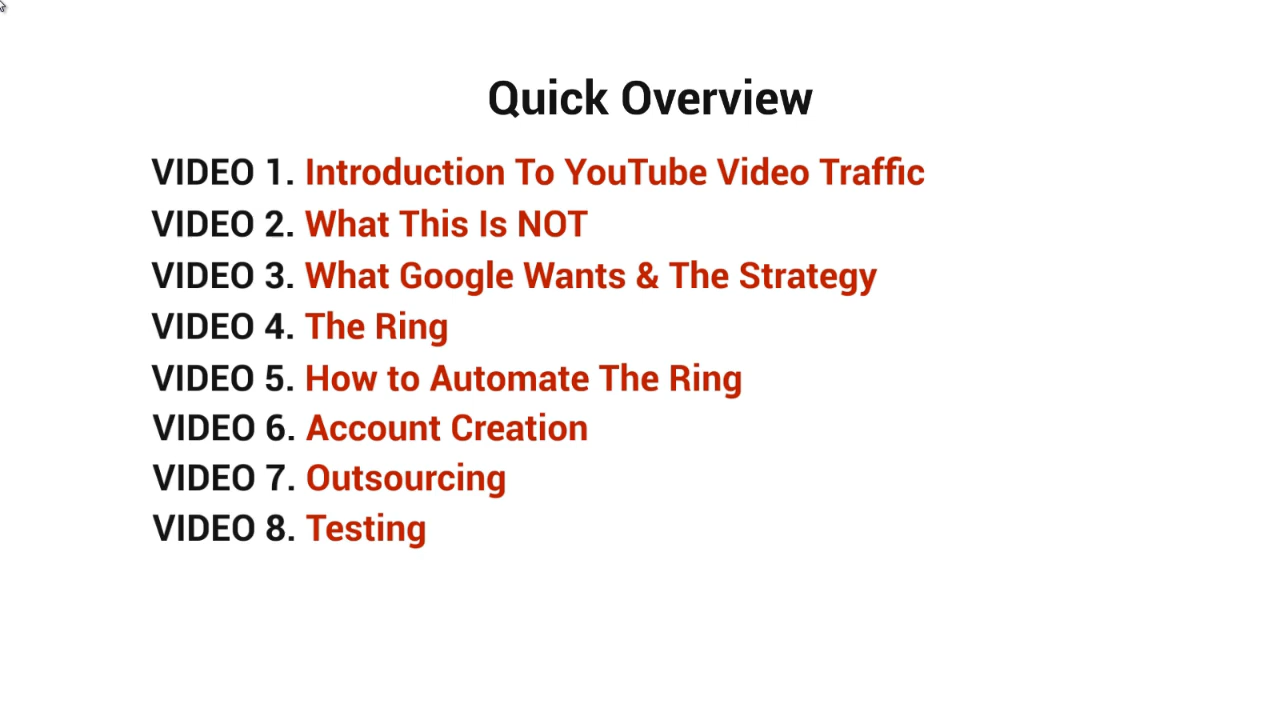 Quick Overview
VIDEO 1. Introduction To YouTube Video Traffic
VIDEO 2. What This Is NOT
VIDEO 3. What Google Wants & The Strategy
VIDEO 4. The Ring
VIDEO 5. How to Automate The Ring
VIDEO 6. Account Creation
VIDEO 7. Outsourcing
VIDEO 8. Testing